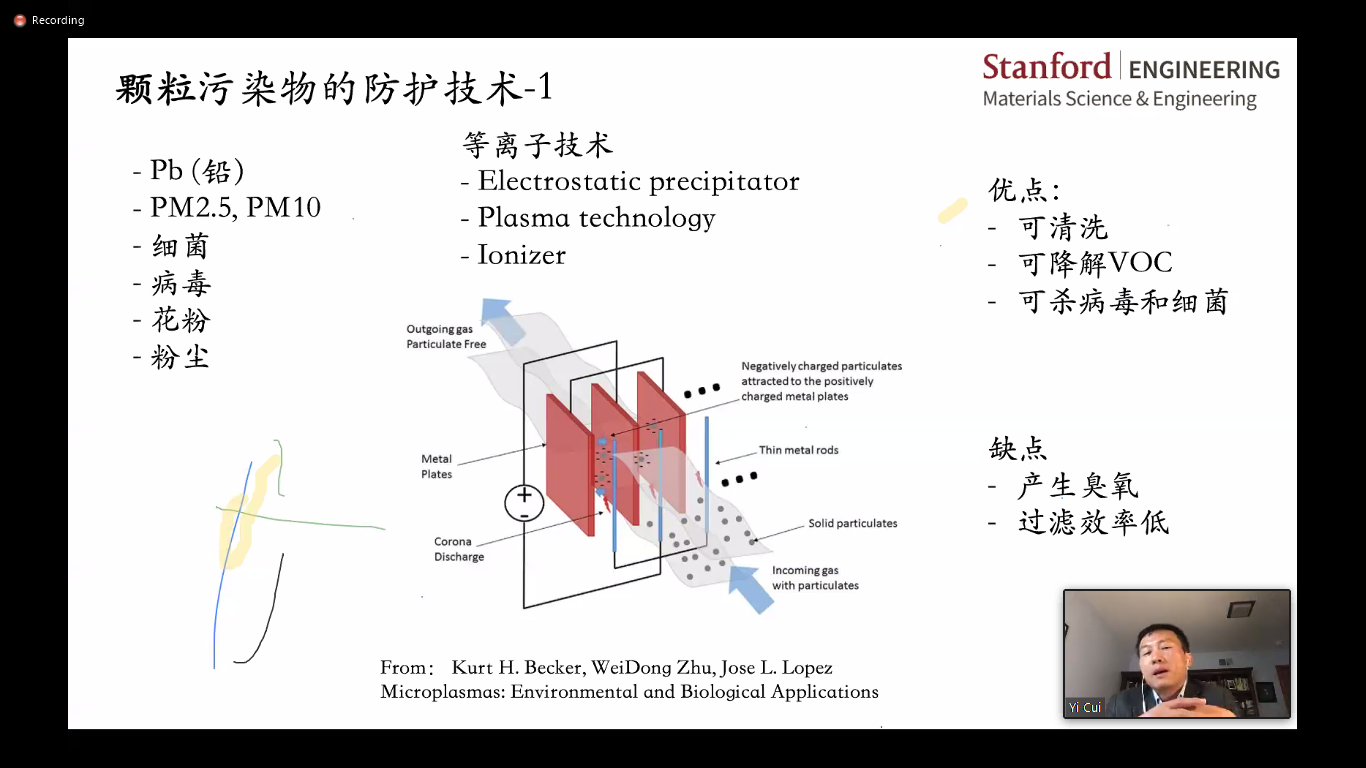 Recording
颗粒污染物的防护技术-1
Stanford ENGINEERING
Materials Science & Engineering
- Pb (铅)
- PM2.5, PM10
- 细菌
- 病毒
- 花粉
- 粉尘
等离子技术
- Electrostatic precipitator
- Plasma technology
- Ionizer
优点：
- 可清洗
- 可降解VOC
- 可杀病毒和细菌
Outgoing gas
Particulate Free
Negatively charged particulates
attracted to the positively
charged metal plates
Metal
Plates
Thin metal rods
+
-
Corona
Discharge
Solid particulates
Incoming gas
with particulates
缺点
- 产生臭氧
- 过滤效率低
From： Kurt H. Becker, WeiDong Zhu, Jose L. Lopez
Microplasmas: Environmental and Biological Applications
Yi Cui